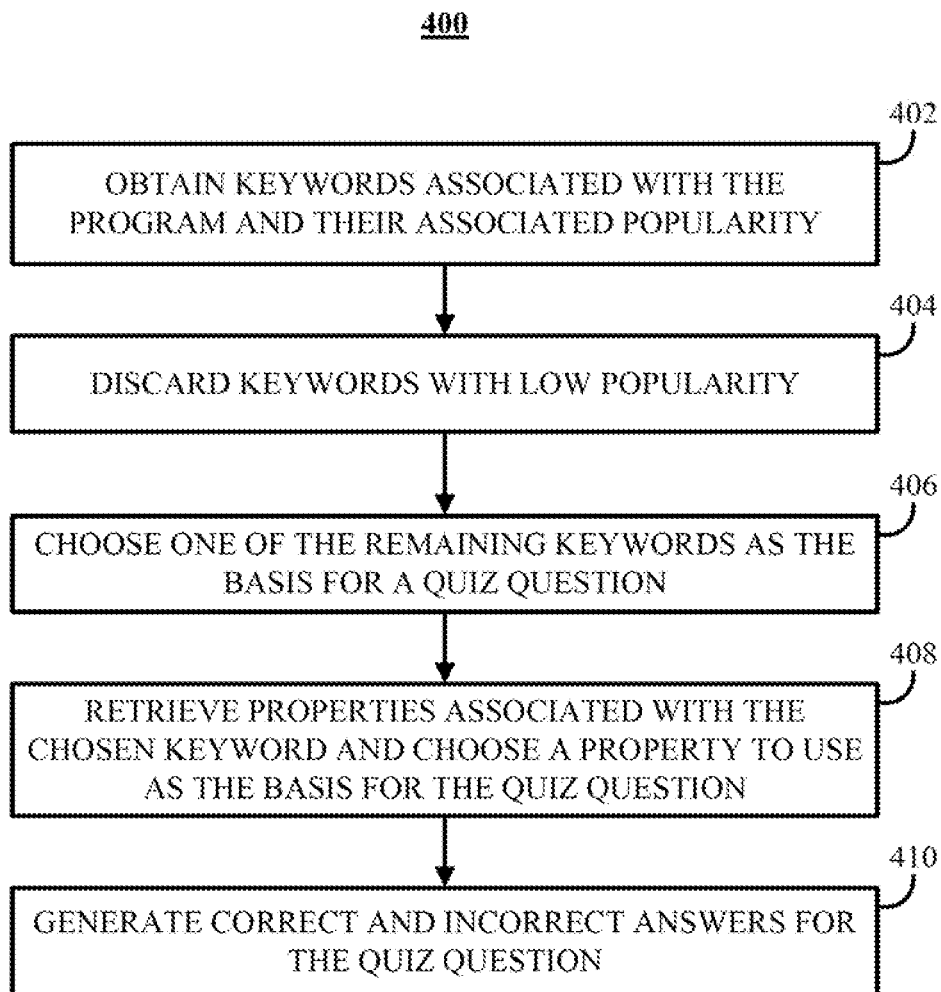 400
402
OBTAIN KEYWORDS ASSOCIATED WITH THE
PROGRAM AND THEIR ASSOCIATED POPULARITY
404
DISCARD KEYWORDS WITH LOW POPULARITY
406
CHOOSE ONE OF THE REMAINING KEYWORDS AS THE
BASIS FOR A QUIZ QUESTION
408
RETRIEVE PROPERTIES ASSOCIATED WITH THE
CHOSEN KEYWORD AND CHOOSE A PROPERTY TO USE
AS THE BASIS FOR THE QUIZ QUESTION
410
GENERATE CORRECT AND INCORRECT ANSWERS FOR
THE QUIZ QUESTION